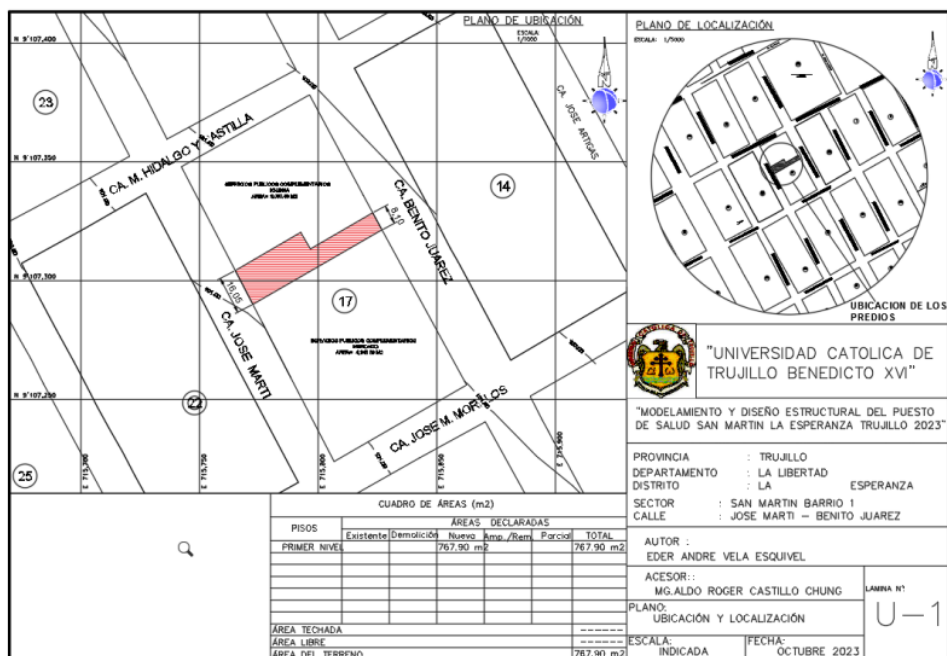 PLANO DE UBICACIÓN
ESCALA:
1/1000
N 9'107,400
N 9'107,350
N 9'107,300
N 9'107,250
23
14
17
22
25
CA. M. HIDALGO Y CASTILLA
CA. JOSE ARTIGAS
CA. BENITO JUAREZ
CA. JOSE MARTI
CA. JOSE M. MORELOS
SERVICIOS PUBLICOS COMPLEMENTARIOS
SERVICIOS PUBLICOS COMPLEMENTARIOS
MERCADO
8.10
16.05
E 715,750
E 715,800
E 715,850
E 715,900
PLANO DE LOCALIZACIÓN
ESCALA: 1/5000
UBICACION DE LOS
PREDIOS
"UNIVERSIDAD CATOLICA DE
TRUJILLO BENEDICTO XVI"
"MODELAMIENTO Y DISEÑO ESTRUCTURAL DEL PUESTO
DE SALUD SAN MARTIN LA ESPERANZA TRUJILLO 2023"
PROVINCIA : TRUJILLO
DEPARTAMENTO : LA LIBERTAD
DISTRITO : LA ESPERANZA
SECTOR : SAN MARTIN BARRIO 1
CALLE : JOSE MARTI – BENITO JUAREZ
AUTOR :
EDER ANDRE VELA ESQUIVEL
ACESOR::
MG.ALDO ROGER CASTILLO CHUNG
LAMINA N°:
U-1
PLANO:
UBICACIÓN Y LOCALIZACIÓN
ESCALA: INDICADA
FECHA: OCTUBRE 2023
CUADRO DE ÁREAS (m2)
PISOS ÁREAS DECLARADAS
Existente Demolición Nueva Amp./Rem. Parcial TOTAL
PRIMER NIVEL 767.90 m2 767.90 m2
ÁREA TECHADA ------
ÁREA LIBRE ------
ÁREA DEL TERRENO 767.90 m2